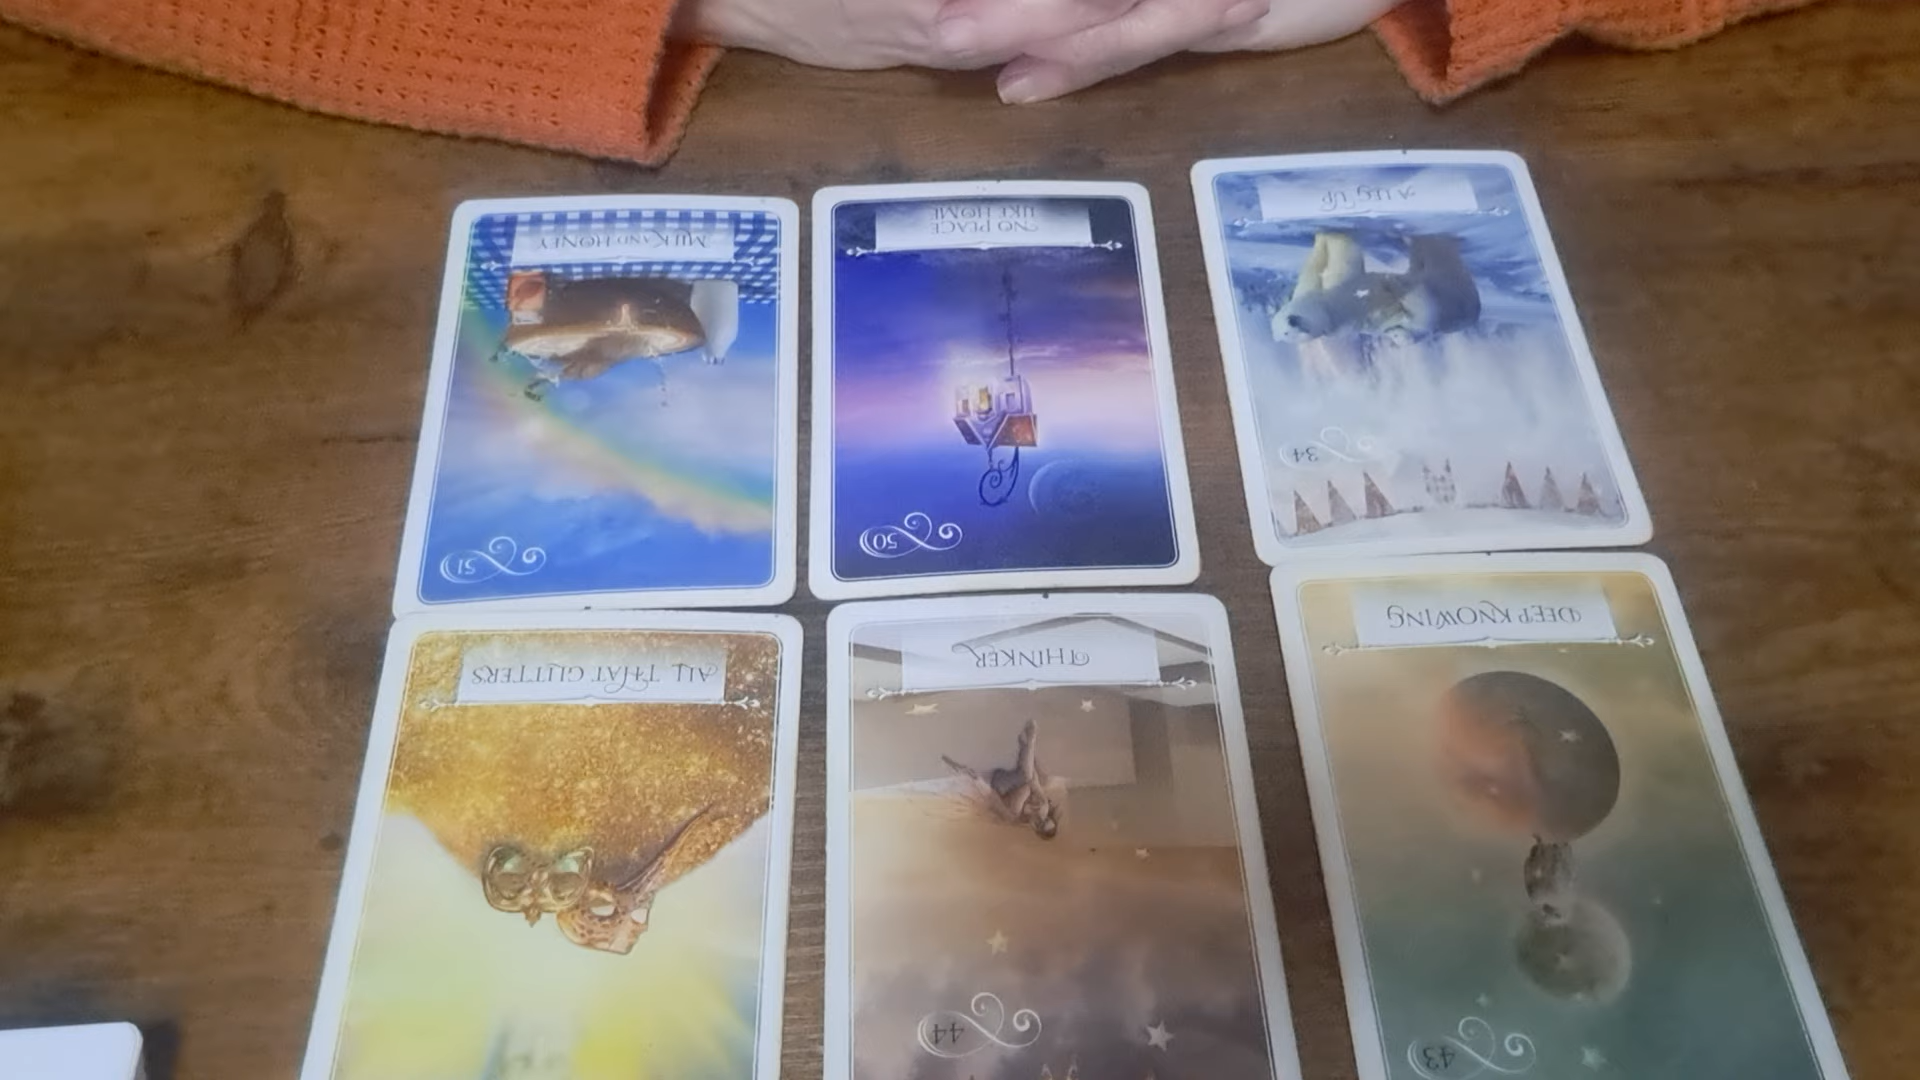 MILK AND HONEY
51
NO PLACE
LIKE HOME
50
A LEG UP
34
ALL THAT GLITTERS
THINKER
44
DEEP KNOWING
43